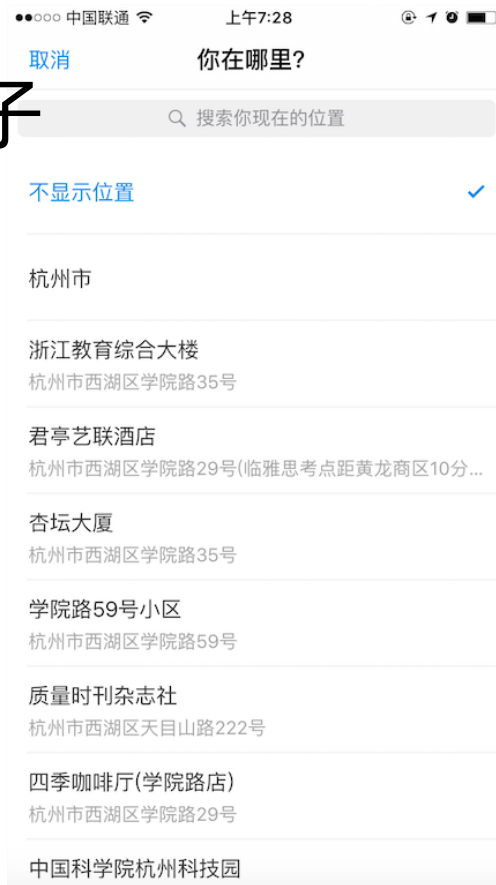 中国联通 上午7:28
取消 你在哪里?
子
搜索你现在的位置
不显示位置
杭州市
浙江教育综合大楼
杭州市西湖区学院路35号
君亭艺联酒店
杭州市西湖区学院路29号(临雅思考点距黄龙商区10分...
杏坛大厦
杭州市西湖区学院路35号
学院路59号小区
杭州市西湖区学院路59号
质量时刊杂志社
杭州市西湖区天目山路222号
四季咖啡厅(学院路店)
杭州市西湖区学院路29号
中国科学院杭州科技园